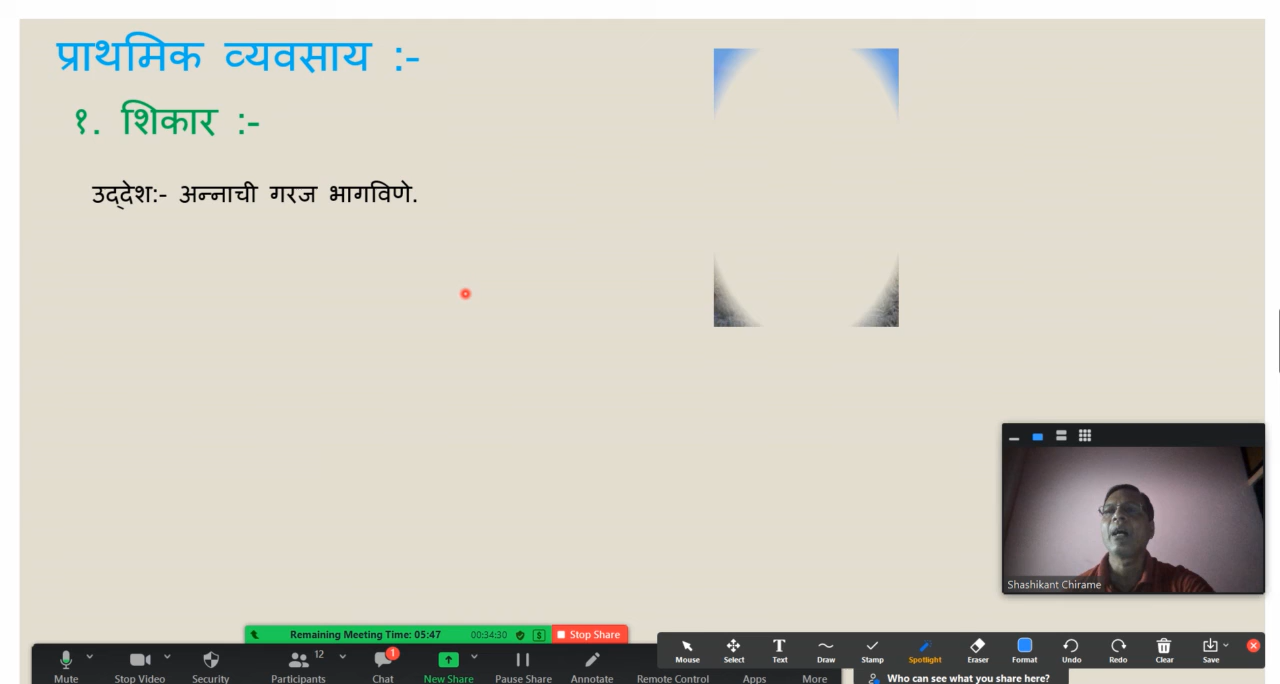 प्राथमिक व्यवसाय :-
१. शिकार :-
उद्देश:- अन्नाची गरज भागविणे.
Shashikant Chirame
Remaining Meeting Time: 05:47 00:34:30 Stop Share
Mouse Select Text Draw Stamp Spotlight Eraser Format Undo Redo Clear Save
12 1
Mute Stop Video Security Participants Chat New Share Pause Share Annotate Remote Control Apps More
Who can see what you share here?